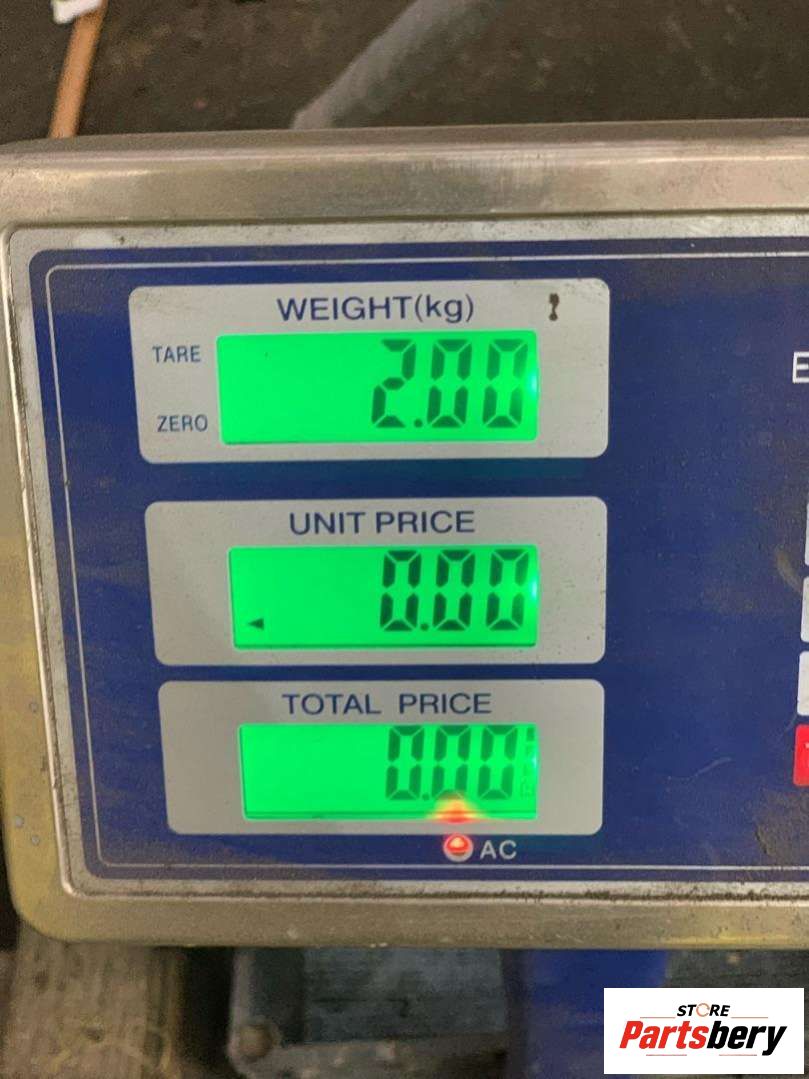 WEIGHT(kg)
TARE
2.00
ZERO
UNIT PRICE
0.00
TOTAL PRICE
0.00
AC
E
STORE
Partsbery